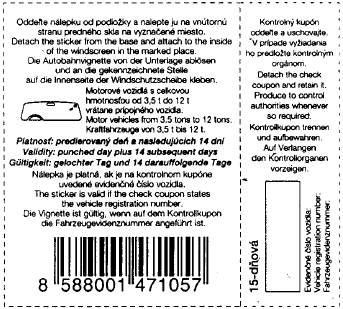 Oddeľte nálepku od podložky a nalepte ju na vnútornú
stranu predného skla na vyznačené miesto.
Detach the sticker from the base and attach to the inside
of the windscreen in the marked place.
Die Autobahnvignette von der Unterlage ablösen
und an die gekennzeichnete Stelle
auf die Innenseite der Windschutzscheibe kleben.
Motorové vozidlá s celkovou
hmotnosťou od 3,5 t do 12 t
vrátane prípojného vozidla.
Motor vehicles from 3.5 tons to 12 tons.
Kraftfahrzeuge von 3,5 t bis 12 t.
Platnosť: predierovaný deň a nasledujúcich 14 dní
Validity: punched day plus 14 subsequent days
Gültigkeit: gelochter Tag und 14 darauffolgende Tage
Nálepka je platná, ak je na kontrolnom kupóne
uvedené evidenčné číslo vozidla.
The sticker is valid if the check coupon states
the vehicle registration number.
Die Vignette ist gültig, wenn auf dem Kontrollkupon
die Fahrzeugevidenznummer angeführt ist.
8 588001 471057
Kontrolný kupón
oddeľte a uschovajte.
V prípade vyžiadania
ho predložte kontrolným
orgánom.
Detach the check
coupon and retain it.
Produce to control
authorities whenever
so required.
Kontrollkupon trennen
und aufbewahren.
Auf Verlangen
den Kontrollorganen
vorzeigen.
15-dňová
Evidenčné číslo vozidla:
Vehicle registration number:
Fahrzeugevidenznummer: